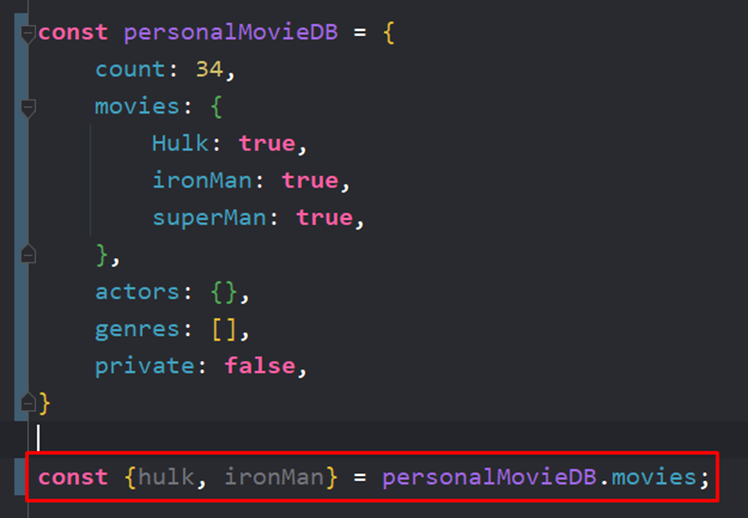 const personalMovieDB = {
    count: 34,
    movies: {
        Hulk: true,
        ironMan: true,
        superMan: true,
    },
    actors: {},
    genres: [],
    private: false,
}
const {hulk, ironMan} = personalMovieDB.movies;